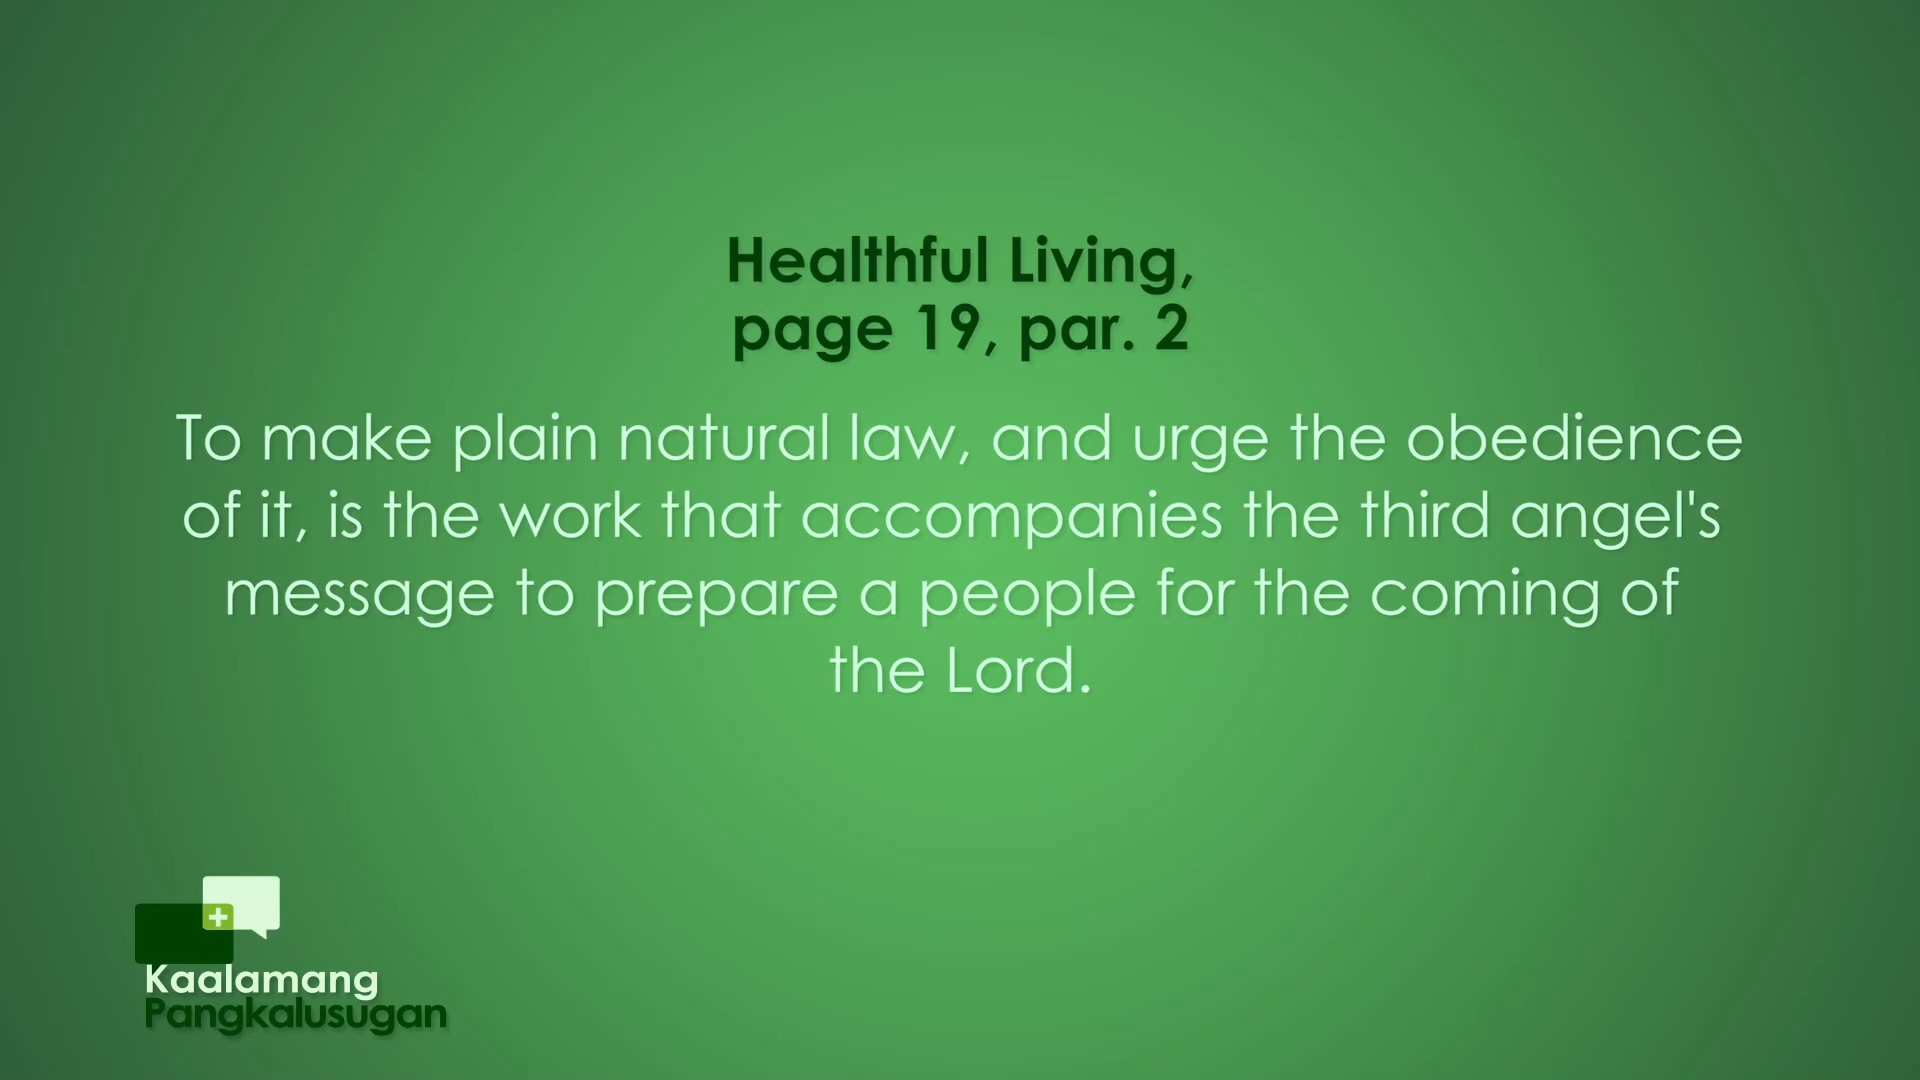 Healthful Living,
page 19, par. 2
To make plain natural law, and urge the obedience
of it, is the work that accompanies the third angel's
message to prepare a people for the coming of
the Lord.
Kaalamang
Pangkalusugan